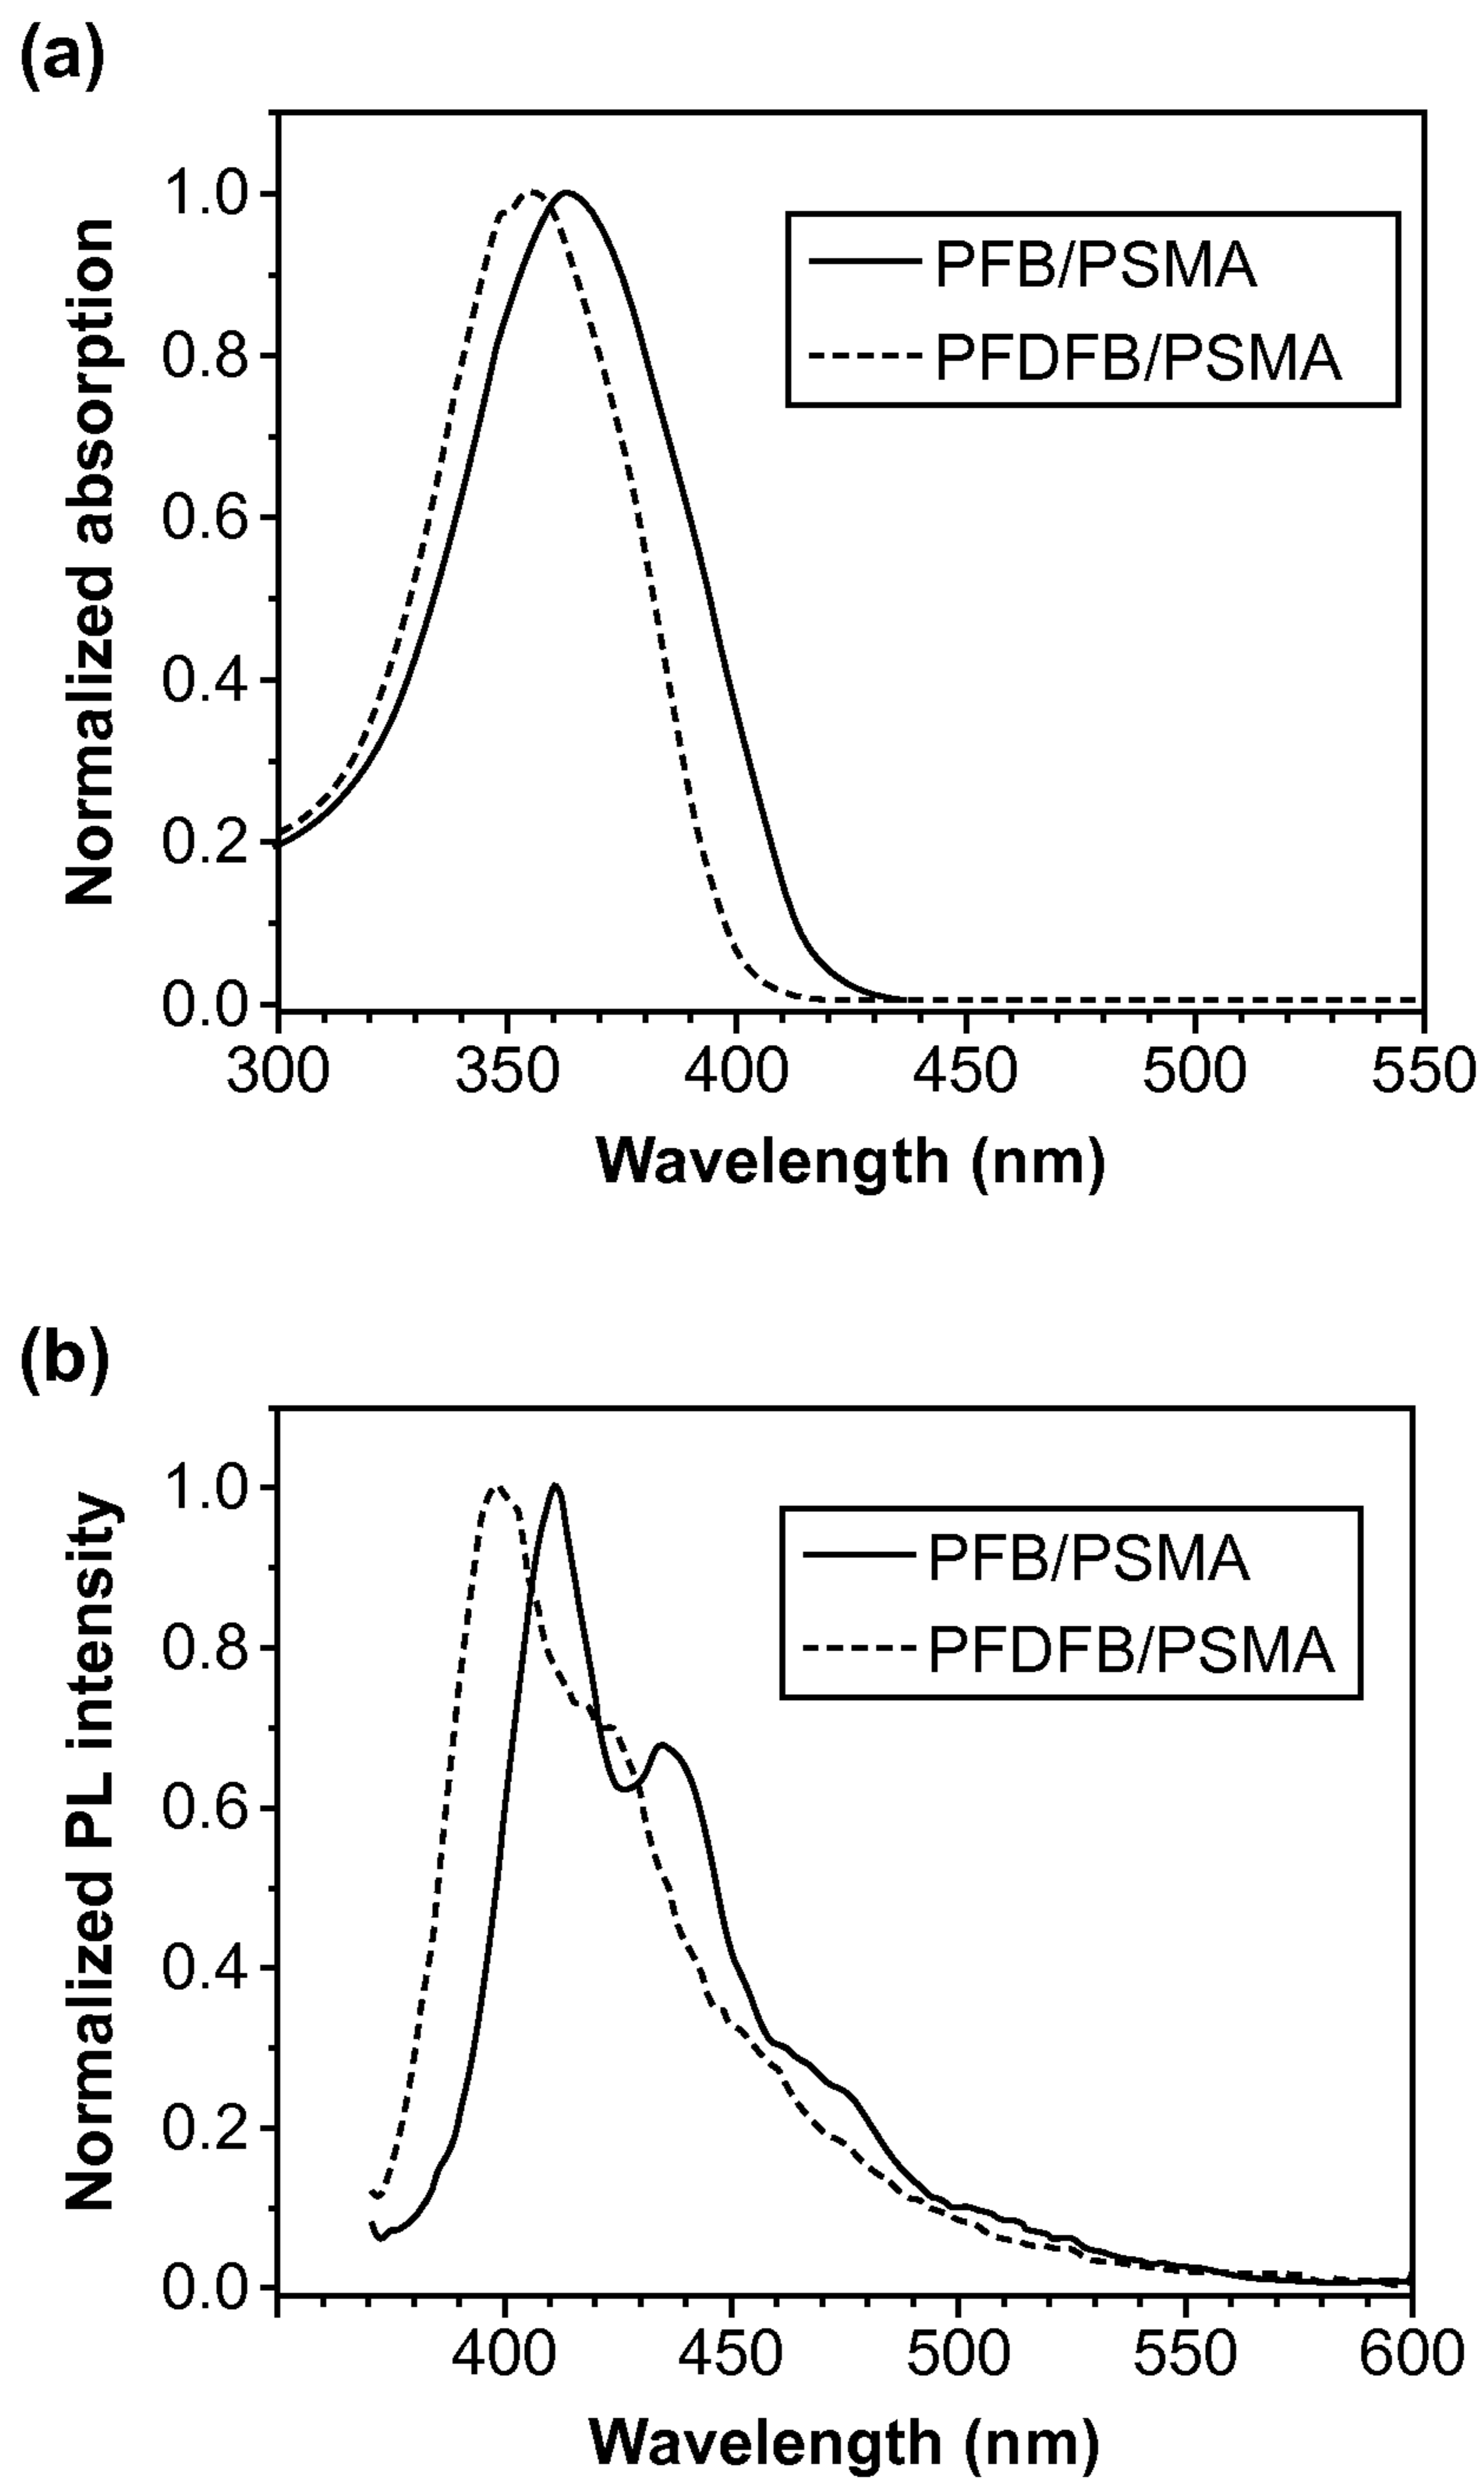 (a)
Normalized absorption
1.0
0.8
0.6
0.4
0.2
0.0
PFB/PSMA
PFDFB/PSMA
300 350 400 450 500 550
Wavelength (nm)
(b)
Normalized PL intensity
1.0
0.8
0.6
0.4
0.2
0.0
PFB/PSMA
PFDFB/PSMA
400 450 500 550 600
Wavelength (nm)